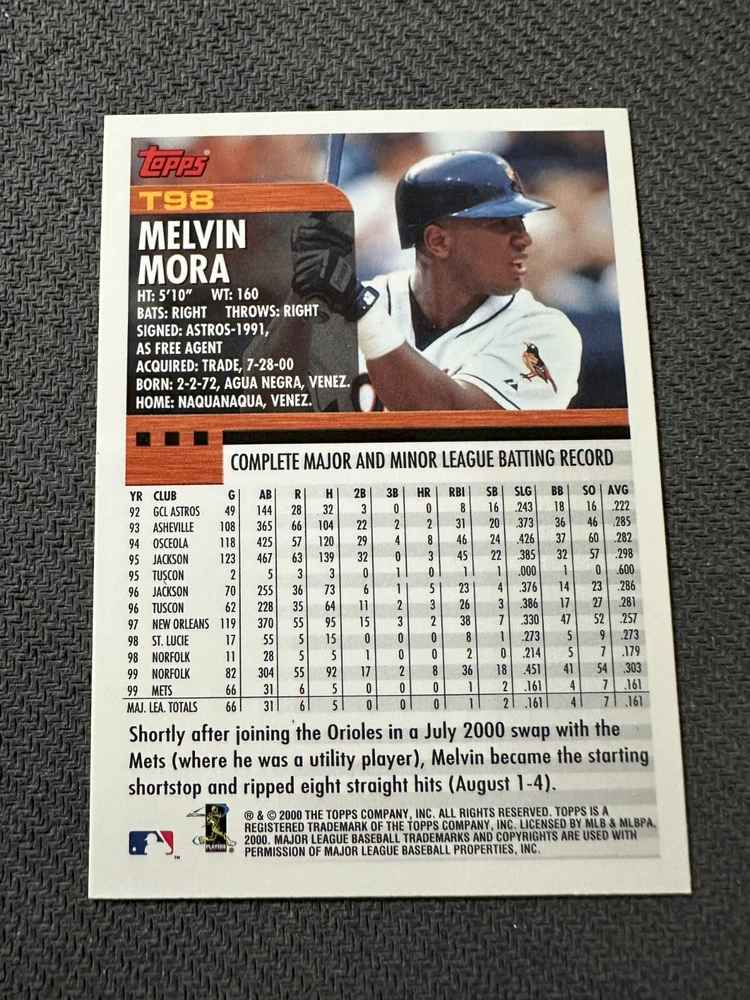 Topps®
T98
MELVIN
MORA
HT: 5'10" WT: 160
BATS: RIGHT THROWS: RIGHT
SIGNED: ASTROS-1991,
AS FREE AGENT
ACQUIRED: TRADE, 7-28-00
BORN: 2-2-72, AGUA NEGRA, VENEZ.
HOME: NAQUANAQUA, VENEZ.
COMPLETE MAJOR AND MINOR LEAGUE BATTING RECORD
YR CLUB G AB R H 2B 3B HR RBI SB SLG BB SO AVG
92 GCL ASTROS 49 144 28 32 3 0 0 8 16 .243 18 16 .222
93 ASHEVILLE 108 365 66 104 22 2 2 31 20 .373 36 46 .285
94 OSCEOLA 118 425 57 120 29 4 8 46 24 .426 37 60 .282
95 JACKSON 123 467 63 139 32 0 3 45 22 .385 32 57 .298
95 TUSCON 2 5 3 3 0 1 0 1 1 .000 1 0 .600
96 JACKSON 70 255 36 73 6 1 5 23 4 .376 14 23 .286
96 TUSCON 62 228 35 64 11 2 3 26 3 .386 17 27 .281
97 NEW ORLEANS 119 370 55 95 15 3 2 38 7 .330 47 52 .257
98 ST. LUCIE 17 55 5 15 0 0 0 8 1 .273 5 9 .273
98 NORFOLK 11 28 5 5 1 0 0 2 0 .214 5 7 .179
99 NORFOLK 82 304 55 92 17 2 8 36 18 .451 41 54 .303
99 METS 66 31 6 5 0 0 0 1 2 .161 4 7 .161
MAJ. LEA. TOTALS 66 31 6 5 0 0 0 1 2 .161 4 7 .161
Shortly after joining the Orioles in a July 2000 swap with the
Mets (where he was a utility player), Melvin became the starting
shortstop and ripped eight straight hits (August 1-4).
® & © 2000 THE TOPPS COMPANY, INC. ALL RIGHTS RESERVED. TOPPS IS A
REGISTERED TRADEMARK OF THE TOPPS COMPANY, INC. LICENSED BY MLB & MLBPA,
2000. MAJOR LEAGUE BASEBALL TRADEMARKS AND COPYRIGHTS ARE USED WITH
PERMISSION OF MAJOR LEAGUE BASEBALL PROPERTIES, INC.
PLAYERS